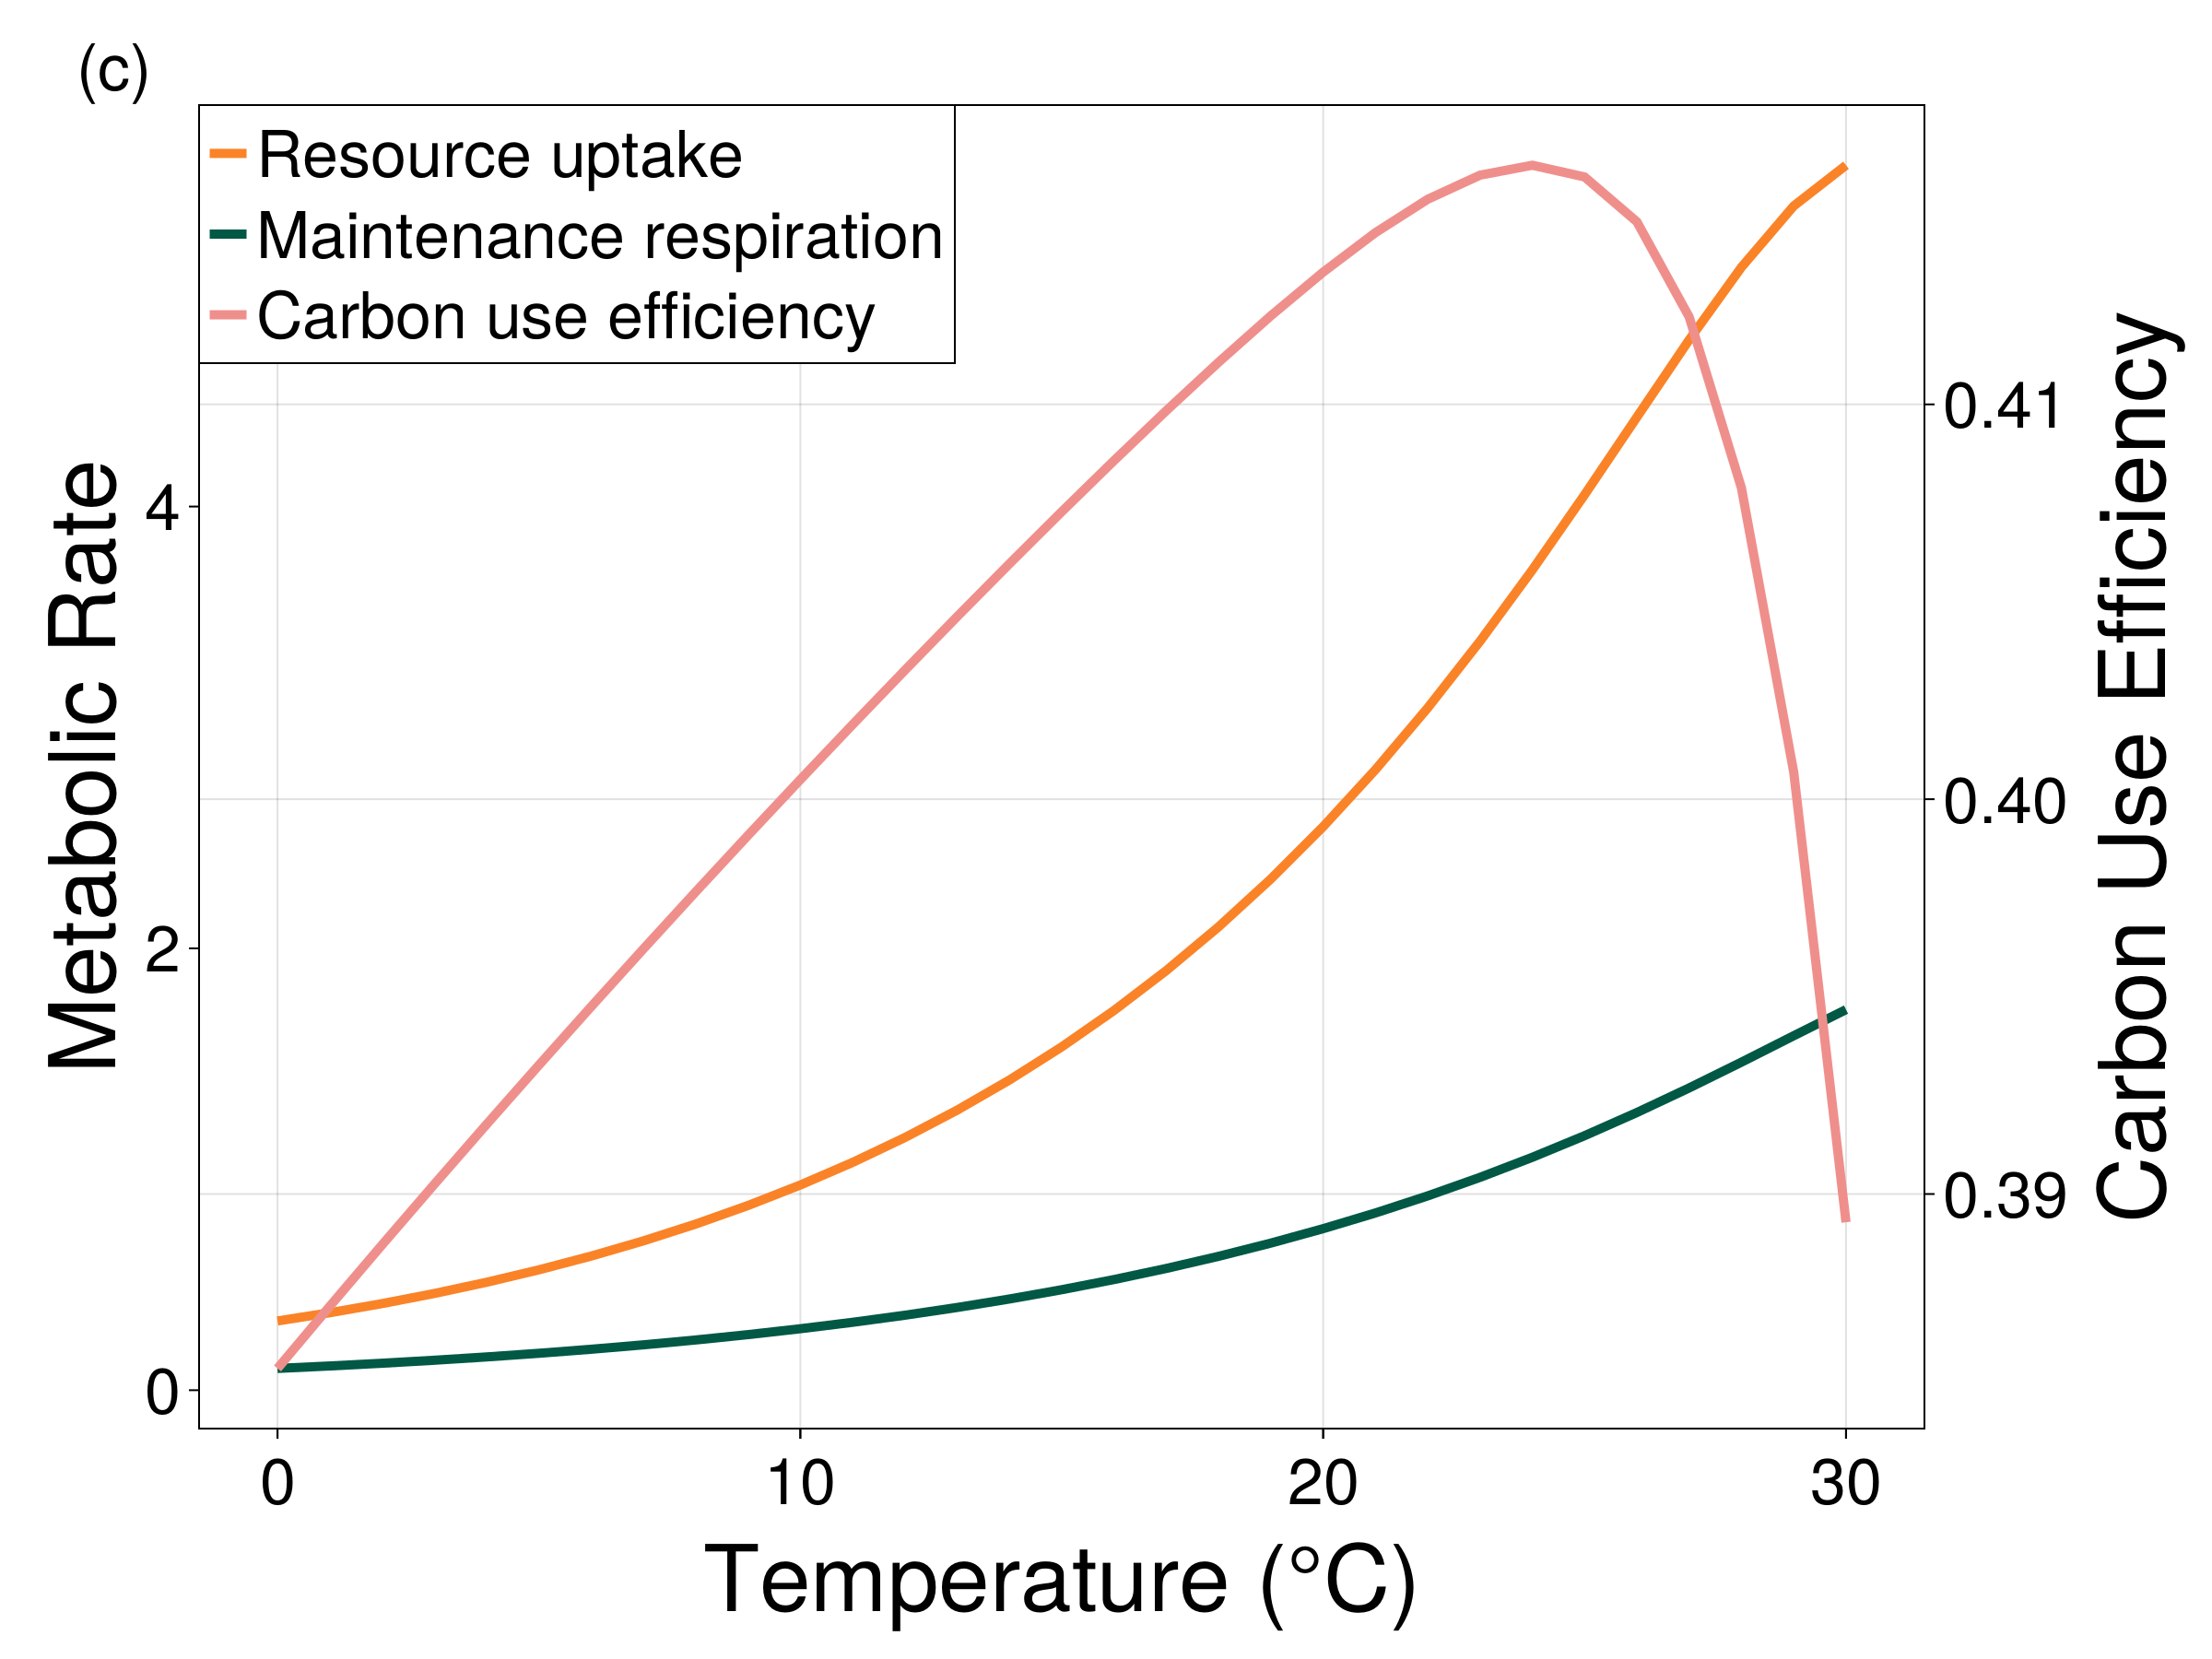 (c)
Resource uptake
Maintenance respiration
Carbon use efficiency
Metabolic Rate
4
2
0
0.41
0.40
0.39
Carbon Use Efficiency
0 10 20 30
Temperature (°C)